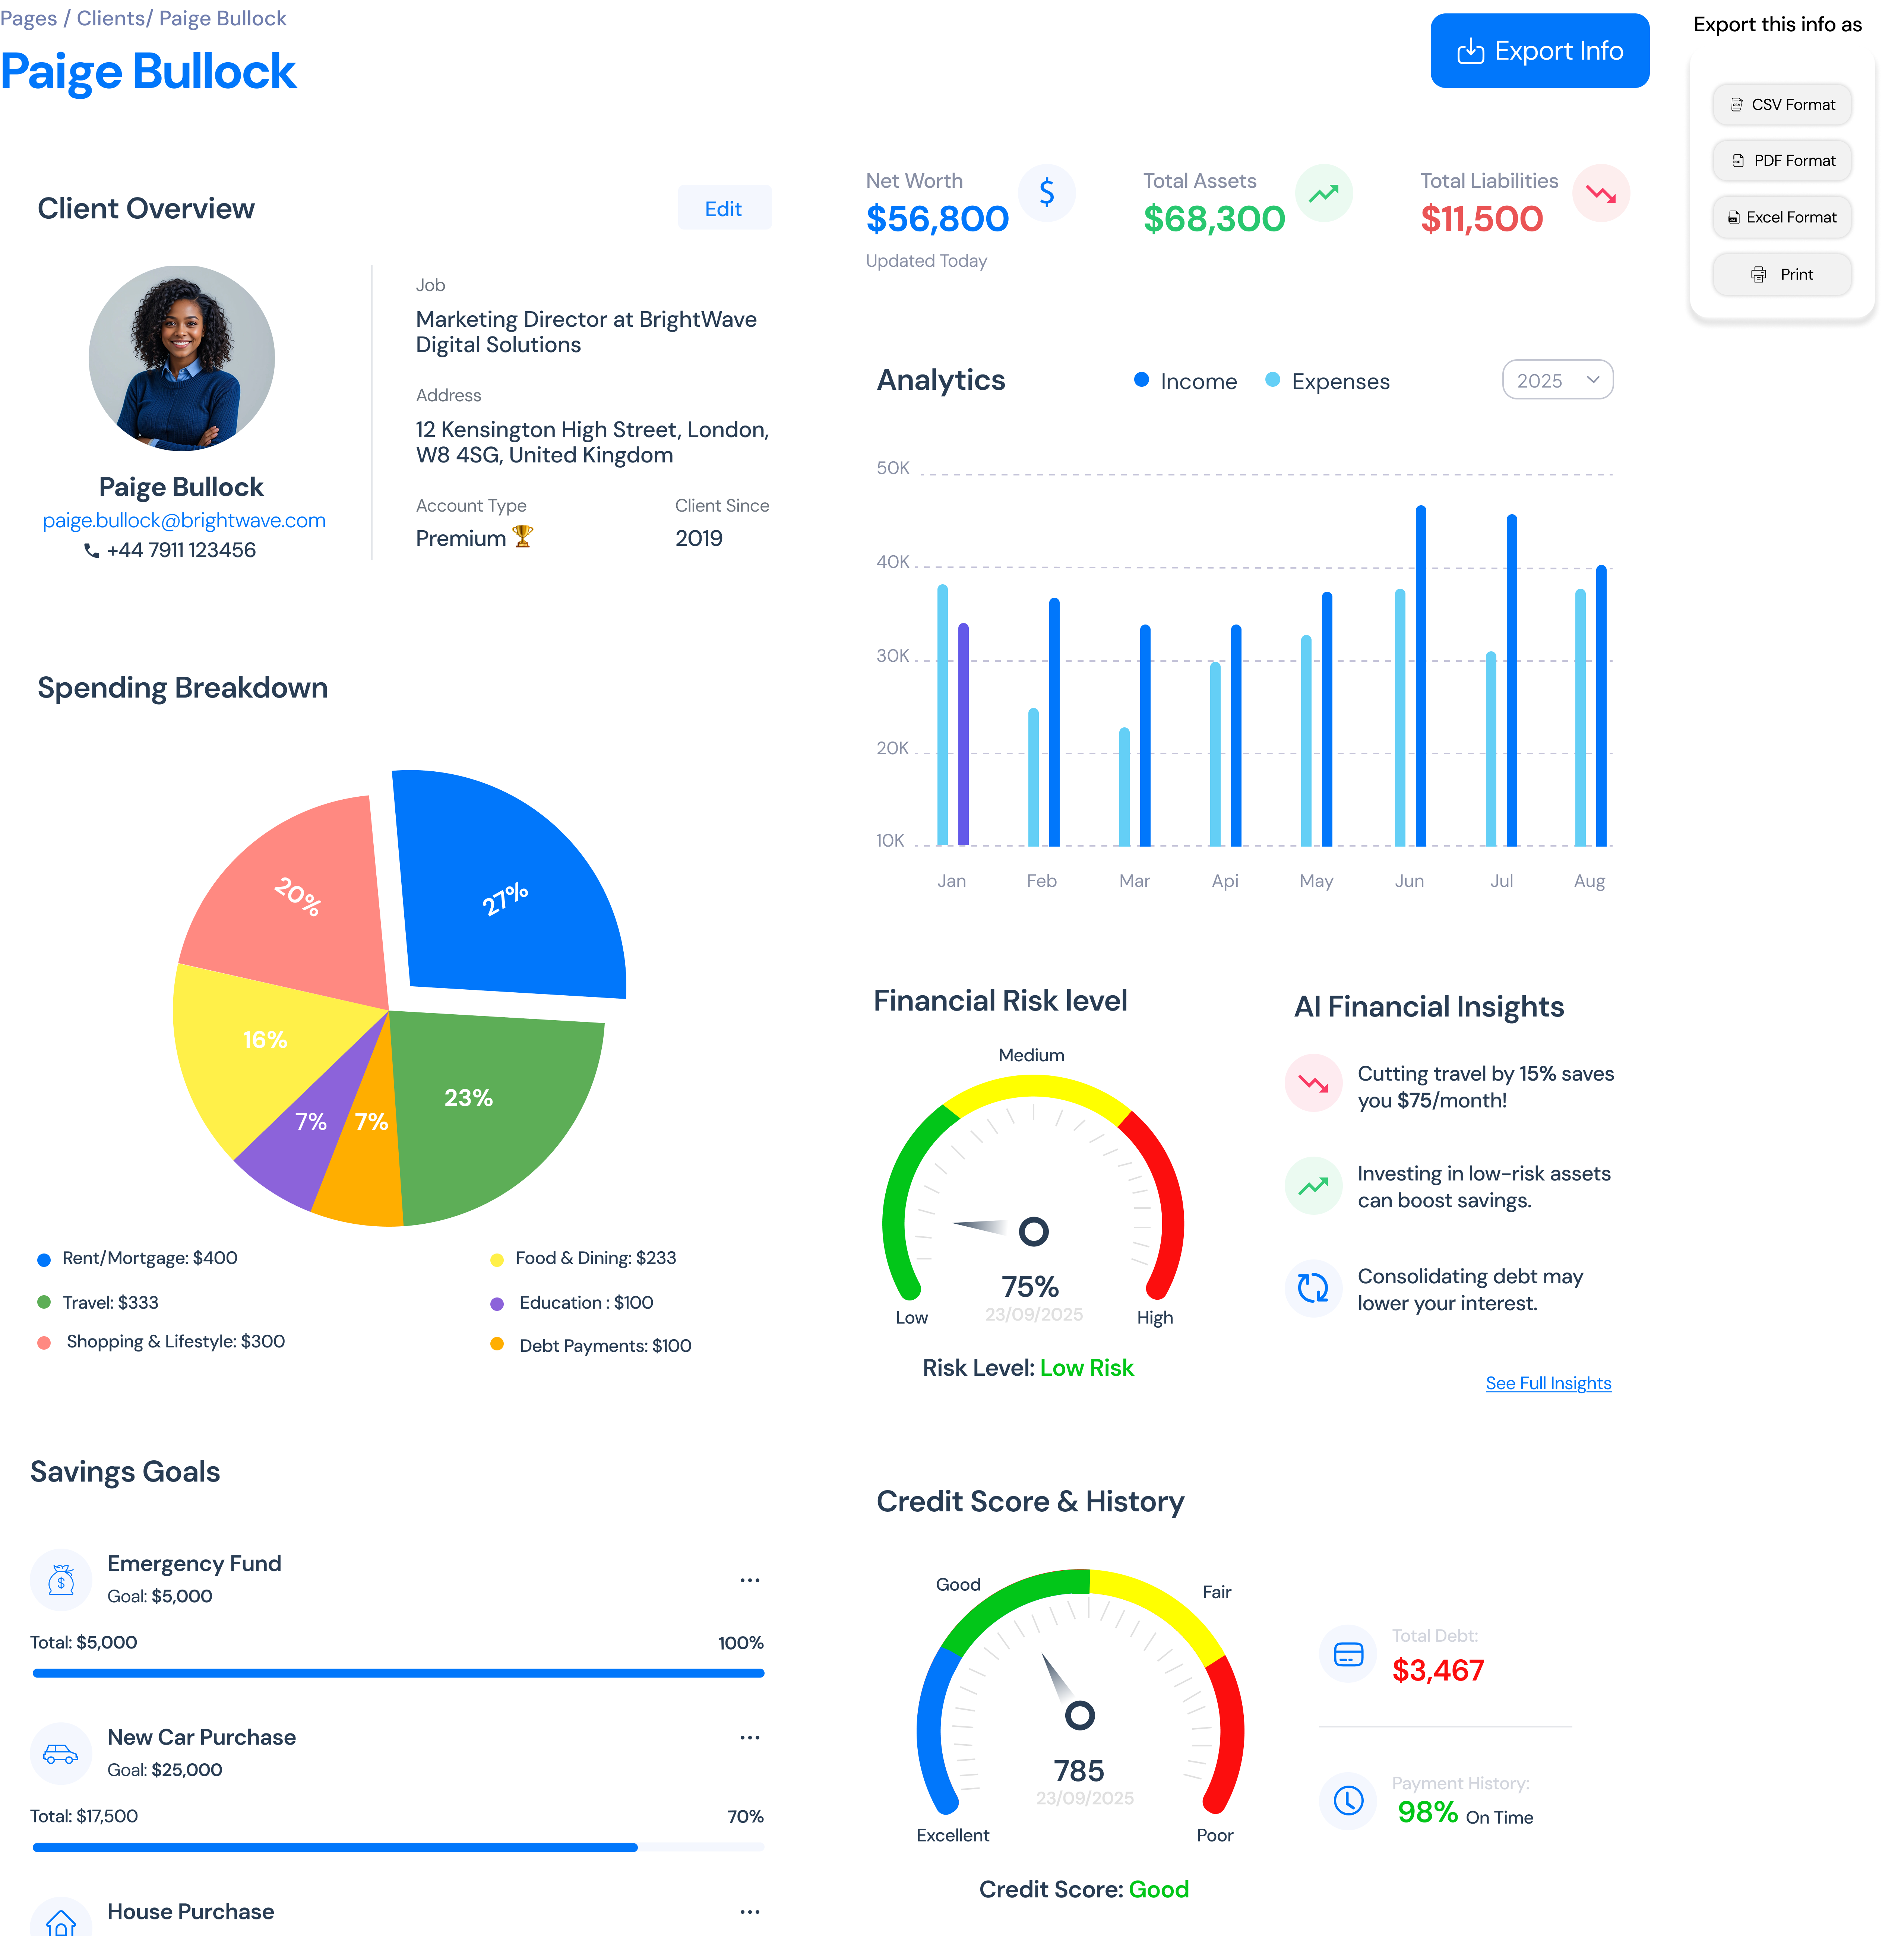 Pages / Clients/ Paige Bullock
Paige Bullock
Export Info
Export this info as
CSV Format
PDF Format
Excel Format
Print
Client Overview
Edit
Paige Bullock
paige.bullock@brightwave.com
+44 7911 123456
Job
Marketing Director at BrightWave
Digital Solutions
Address
12 Kensington High Street, London,
W8 4SG, United Kingdom
Account Type
Client Since
Premium 🏆
2019
Net Worth
$56,800
Updated Today
Total Assets
$68,300
Total Liabilities
$11,500
Analytics
Income
Expenses
2025
50K
40K
30K
20K
10K
Jan
Feb
Mar
Api
May
Jun
Jul
Aug
Spending Breakdown
27%
20%
16%
7%
7%
23%
Rent/Mortgage: $400
Travel: $333
Shopping & Lifestyle: $300
Food & Dining: $233
Education : $100
Debt Payments: $100
Financial Risk level
Medium
75%
23/09/2025
Low
High
Risk Level: Low Risk
AI Financial Insights
Cutting travel by 15% saves
you $75/month!
Investing in low-risk assets
can boost savings.
Consolidating debt may
lower your interest.
See Full Insights
Savings Goals
Emergency Fund
Goal: $5,000
...
Total: $5,000
100%
New Car Purchase
Goal: $25,000
...
Total: $17,500
70%
House Purchase
...
Credit Score & History
Good
Fair
785
23/09/2025
Excellent
Poor
Credit Score: Good
Total Debt:
$3,467
Payment History:
98% On Time